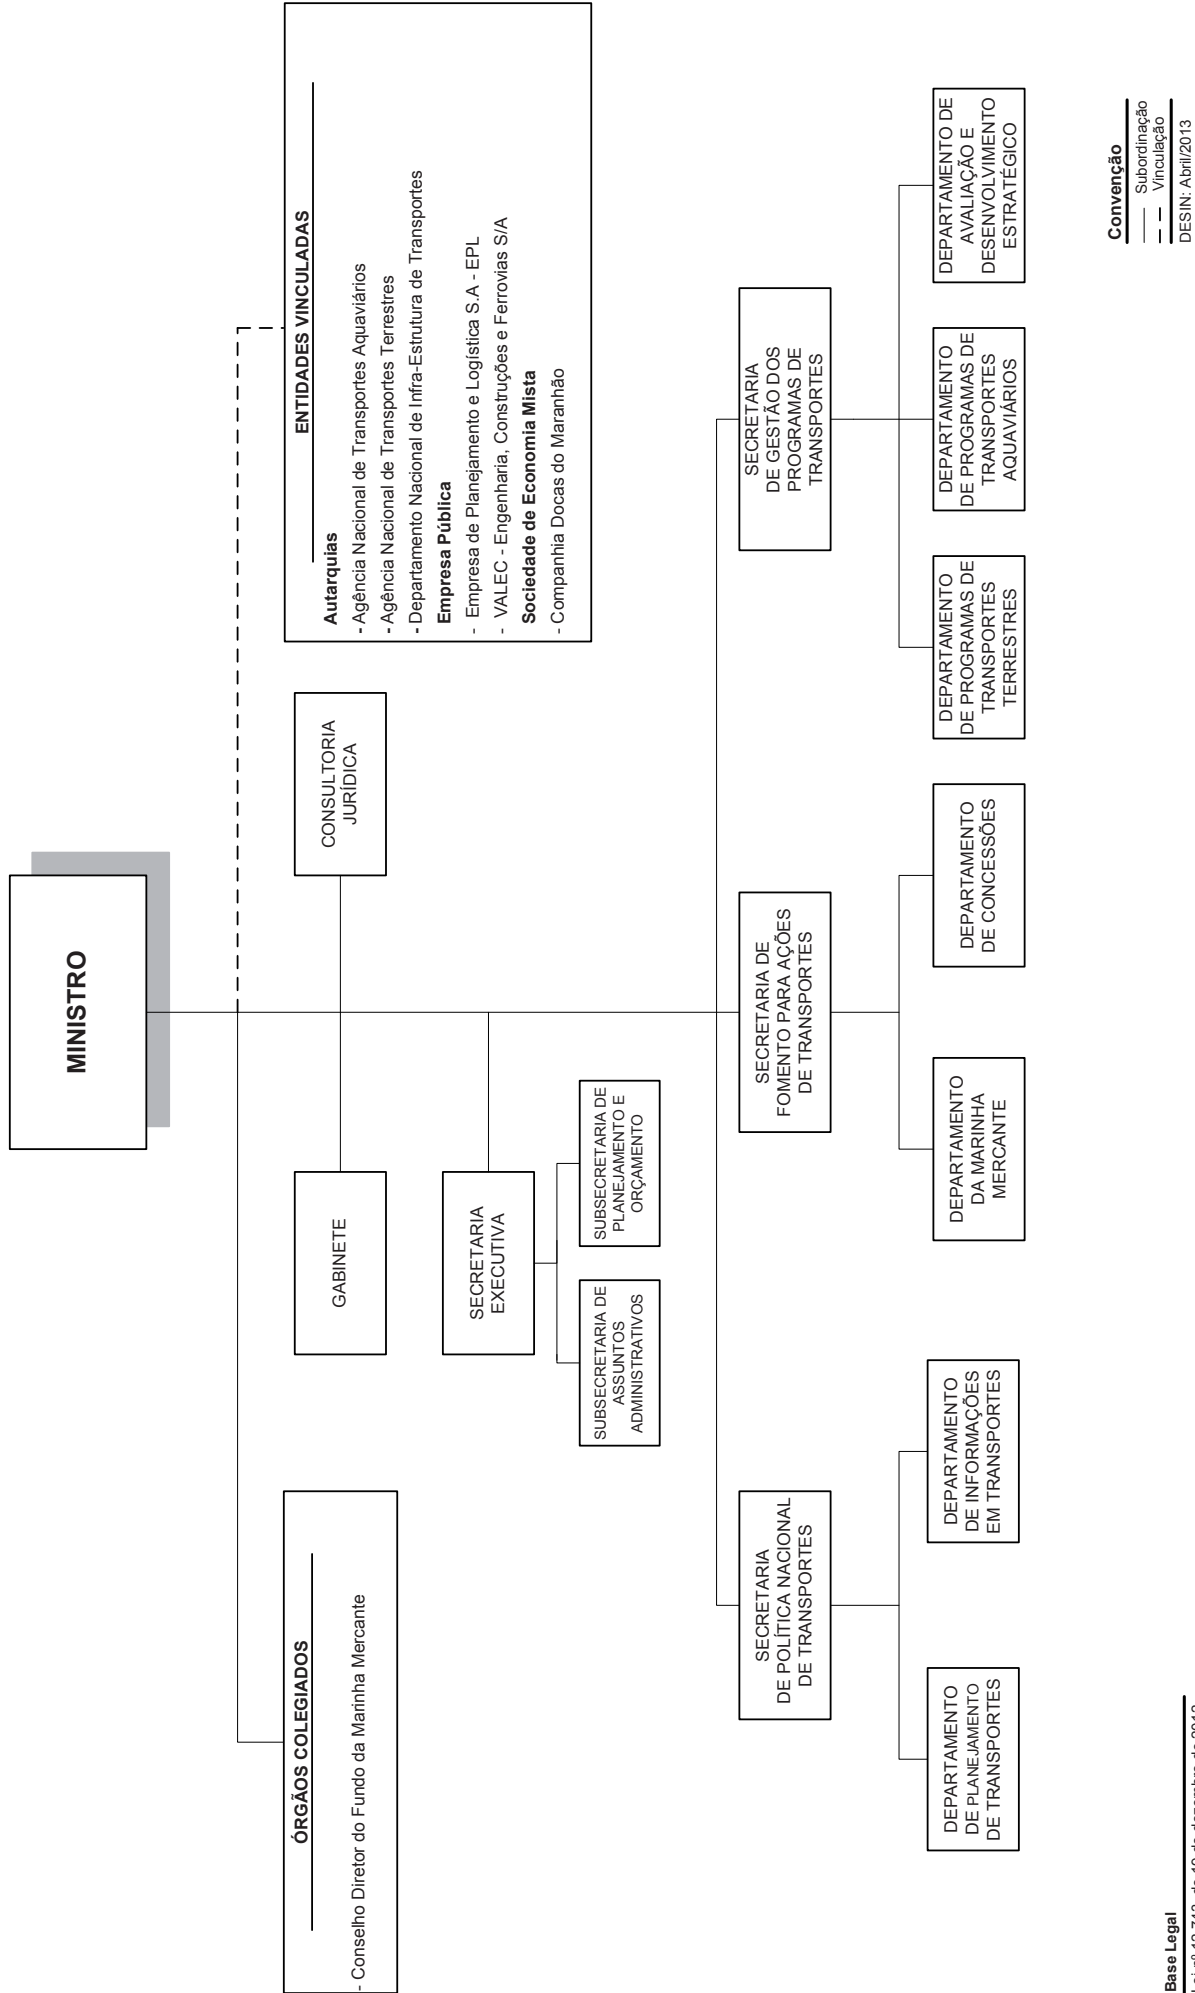 MINISTRO
ÓRGÃOS COLEGIADOS
- Conselho Diretor do Fundo da Marinha Mercante
GABINETE
CONSULTORIA
JURÍDICA
ENTIDADES VINCULADAS
Autarquias
- Agência Nacional de Transportes Aquaviários
- Agência Nacional de Transportes Terrestres
- Departamento Nacional de Infra-Estrutura de Transportes
Empresa Pública
- Empresa de Planejamento e Logística S.A - EPL
- VALEC - Engenharia, Construções e Ferrovias S/A
Sociedade de Economia Mista
- Companhia Docas do Maranhão
SECRETARIA
EXECUTIVA
SUBSECRETARIA DE
ASSUNTOS
ADMINISTRATIVOS
SUBSECRETARIA DE
PLANEJAMENTO E
ORÇAMENTO
SECRETARIA
DE POLÍTICA NACIONAL
DE TRANSPORTES
SECRETARIA DE
FOMENTO PARA AÇÕES
DE TRANSPORTES
SECRETARIA
DE GESTÃO DOS
PROGRAMAS DE
TRANSPORTES
DEPARTAMENTO
DE PLANEJAMENTO
DE TRANSPORTES
DEPARTAMENTO
DE INFORMAÇÕES
EM TRANSPORTES
DEPARTAMENTO
DA MARINHA
MERCANTE
DEPARTAMENTO
DE CONCESSÕES
DEPARTAMENTO
DE PROGRAMAS DE
TRANSPORTES
TERRESTRES
DEPARTAMENTO
DE PROGRAMAS DE
TRANSPORTES
AQUAVIÁRIOS
DEPARTAMENTO DE
AVALIAÇÃO E
DESENVOLVIMENTO
ESTRATÉGICO
Base Legal
Convenção
Subordinação
Vinculação
DESIN: Abril/2013